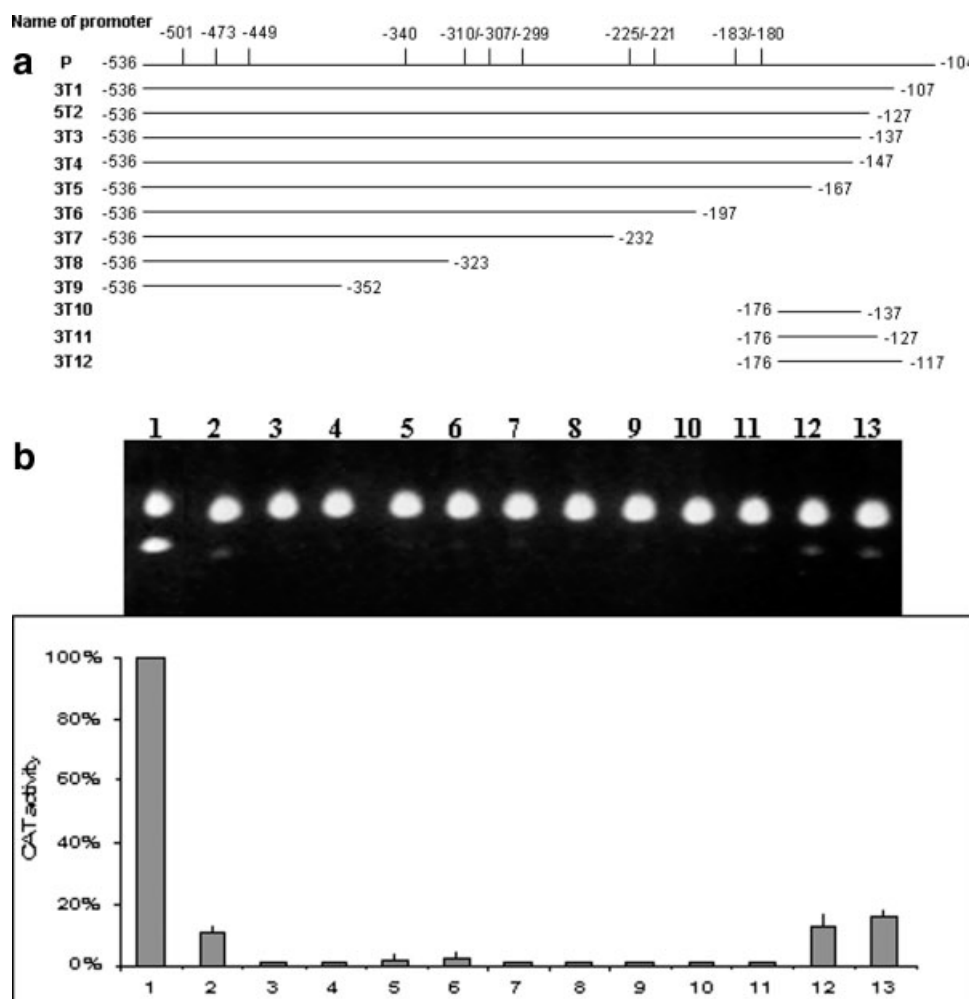 Name of promoter
-501 -473 -449 -340 -310/-307/-299 -225/-221 -183/-180
a P -536 -104
3T1 -536 -107
5T2 -536 -127
3T3 -536 -137
3T4 -536 -147
3T5 -536 -167
3T6 -536 -197
3T7 -536 -232
3T8 -536 -323
3T9 -536 -352
3T10 -176 -137
3T11 -176 -127
3T12 -176 -117
b 1 2 3 4 5 6 7 8 9 10 11 12 13
100%
80%
60%
40%
20%
0%
CAT activity
1 2 3 4 5 6 7 8 9 10 11 12 13